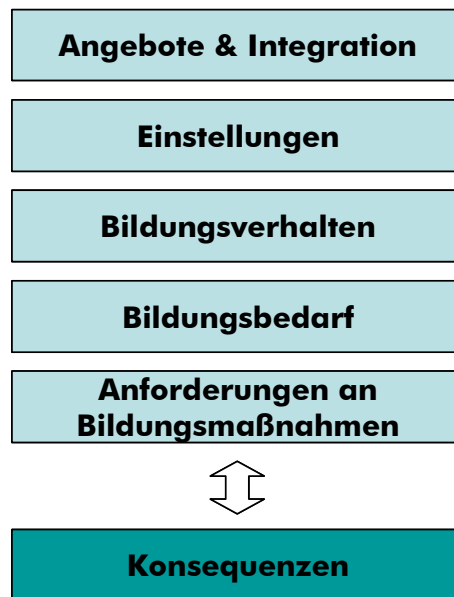 Angebote & Integration
Einstellungen
Bildungsverhalten
Bildungsbedarf
Anforderungen an
Bildungsmaßnahmen
Konsequenzen